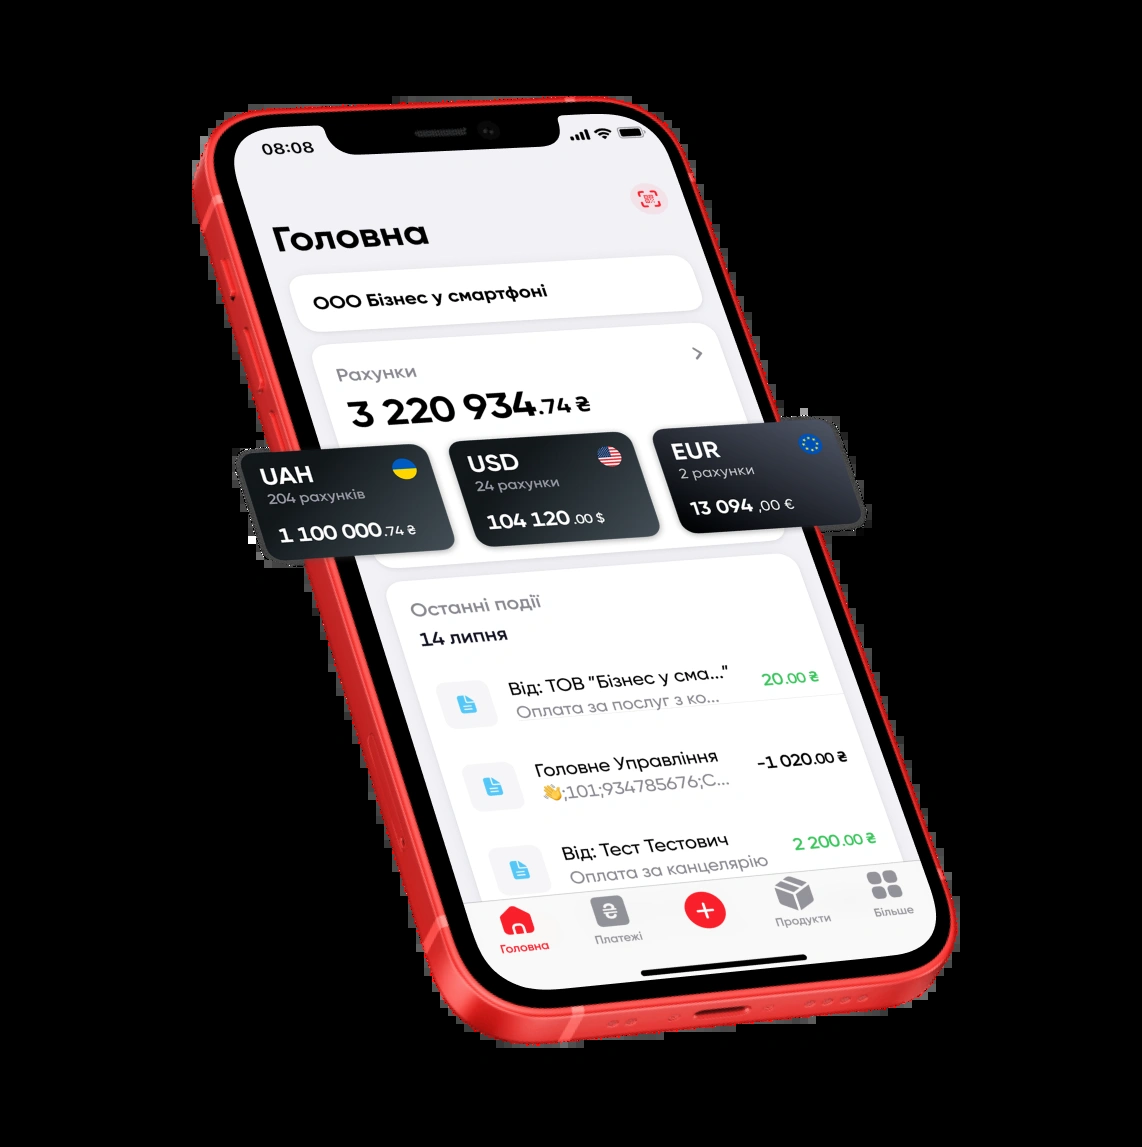 08:08
Головна
ООО Бізнес у смартфоні
Рахунки
3 220 934.74 ₴
UAH
204 рахунків
1 100 000.74 ₴
USD
24 рахунки
104 120.00 $
EUR
2 рахунки
13 094 ,00 €
Останні події
14 липня
Від: ТОВ "Бізнес у сма..."
20.00 ₴
Оплата за послуг з ко...
Головне Управління
-1 020.00 ₴
👋;101;934785676;С...
Від: Тест Тестович
2 200.00 ₴
Оплата за канцелярію
Головна
Платежі
Продукти
Більше